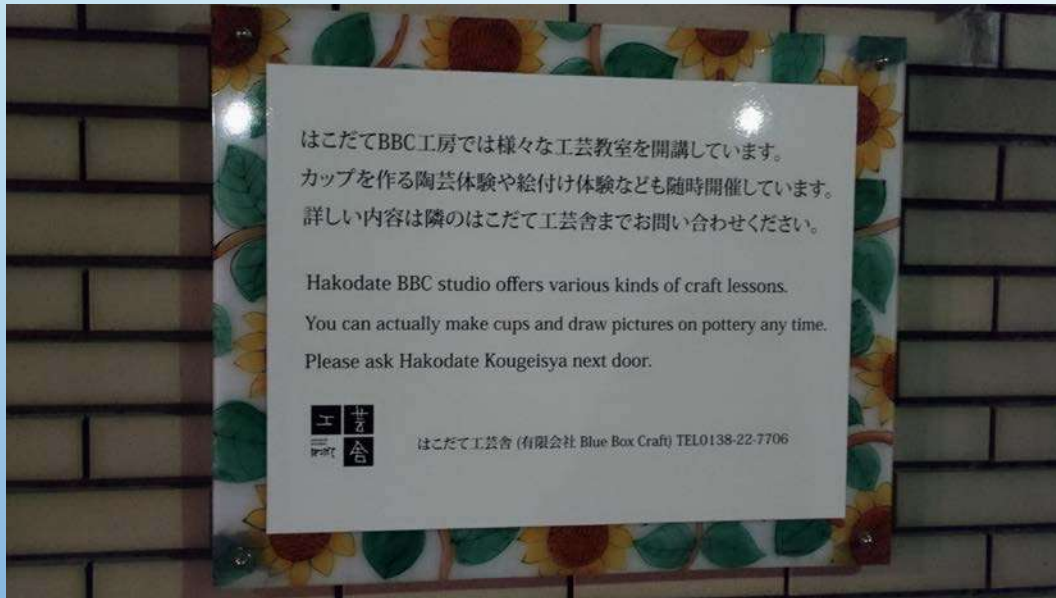 はこだてBBC工房では様々な工芸教室を開講しています。
カップを作る陶芸体験や絵付け体験なども随時開催しています。
詳しい内容は隣のはこだて工芸舎までお問い合わせください。
Hakodate BBC studio offers various kinds of craft lessons.
You can actually make cups and draw pictures on pottery any time.
Please ask Hakodate Kougeisya next door.
工芸
舎
はこだて工芸舎 (有限会社 Blue Box Craft) TEL0138-22-7706